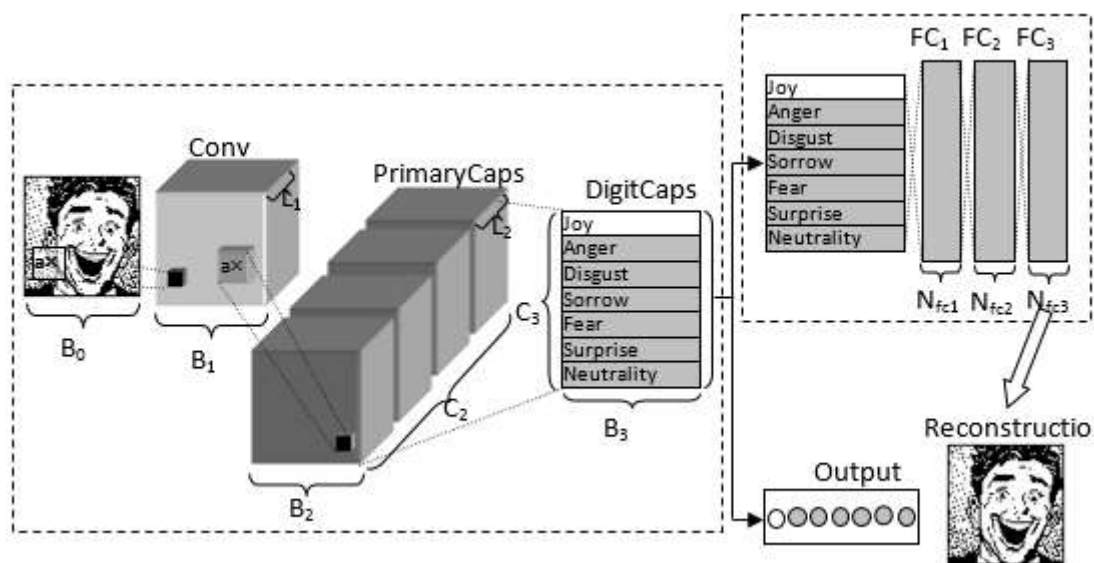 FC1 FC2 FC3
Joy
Anger
Disgust
Sorrow
Fear
Surprise
Neutrality
Nfc1 Nfc2 Nfc3
Conv
L1
PrimaryCaps
L2
DigitCaps
Joy
Anger
Disgust
Sorrow
Fear
Surprise
Neutrality
a×
a×
B0
B1
B2
C2
C3
B3
Reconstructio
Output